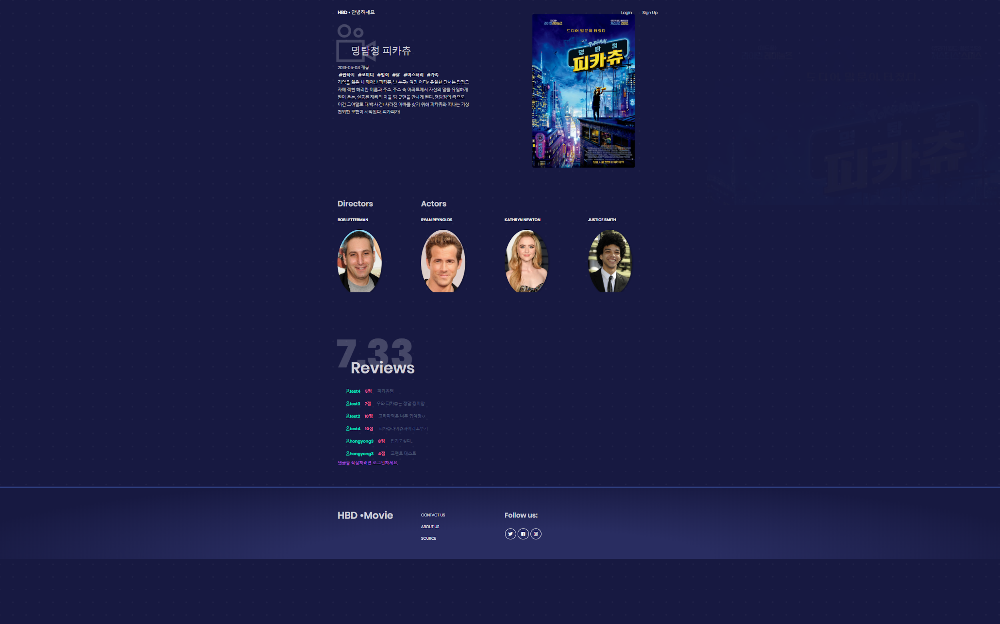 HBD • 안녕하세요
Login
Sign Up
명탐정 피카츄
2019-05-03 개봉
#판타지 #코미디 #범죄 #SF #미스터리 #가족
기억을 잃은 채 깨어난 피카츄, 난 누구? 여긴 어디? 유일한 단서는 탐정모
자에 적힌 해리란 이름과 주소. 주소 속 아파트에서 자신의 말을 유일하게
알아 듣는, 실종된 해리의 아들 팀 굿맨을 만나게 된다. 명탐정의 촉으로
이건 그야말로 대.박.사.건! 사라진 아빠를 찾기 위해 피카츄와 떠나는 기상
천외한 모험이 시작된다. 피카피카!
라이언 레이놀즈
저스티스 스미스
드디어 말문이 터졌다
POKéMON
명 탐 정
피카츄
5월, 너로 정했다! 피카피카
Directors
Actors
ROB LETTERMAN
RYAN REYNOLDS
KATHRYN NEWTON
JUSTICE SMITH
7.33
Reviews
test4 5점 피카츄잼
test3 7점 우와 피카츄는 정말 짱이얌
test2 10점 고라파덕은 너무 귀여웡>.<
test4 10점 피카츄라이츄파이리꼬부기
hongyong3 8점 집가고싶다..
hongyong3 4점 코멘트 테스트
댓글을 작성하려면 로그인하세요.
HBD •Movie
CONTACT US
ABOUT US
SOURCE
Follow us: